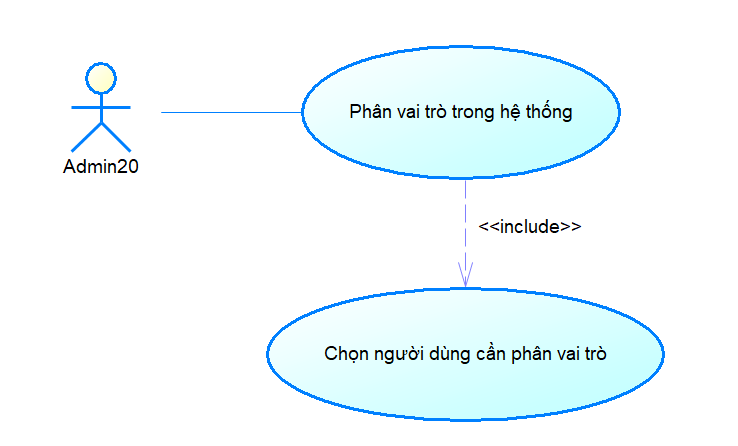 Phân vai trò trong hệ thống
Admin20
<<include>>
Chọn người dùng cần phân vai trò